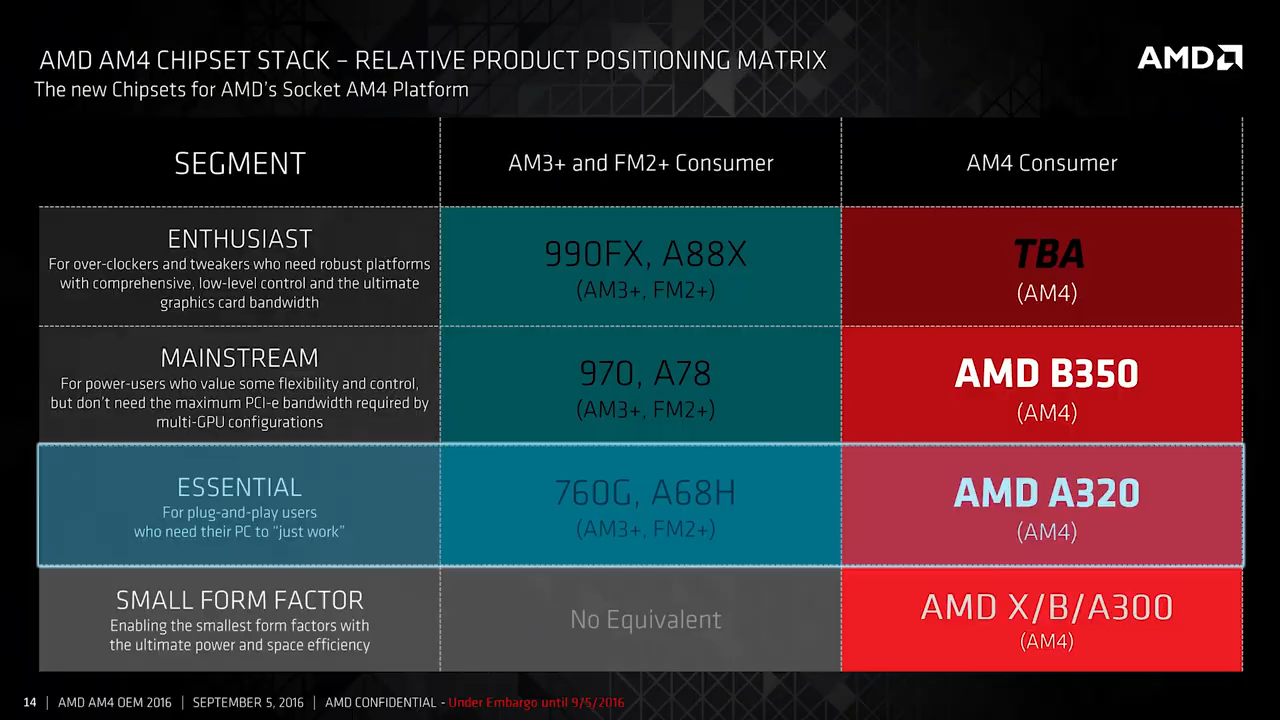 AMD AM4 CHIPSET STACK – RELATIVE PRODUCT POSITIONING MATRIX
AMD
The new Chipsets for AMD's Socket AM4 Platform
SEGMENT
AM3+ and FM2+ Consumer
AM4 Consumer
ENTHUSIAST
For over-clockers and tweakers who need robust platforms
with comprehensive, low-level control and the ultimate
graphics card bandwidth
990FX, A88X
(AM3+, FM2+)
TBA
(AM4)
MAINSTREAM
For power-users who value some flexibility and control,
but don't need the maximum PCI-e bandwidth required by
multi-GPU configurations
970, A78
(AM3+, FM2+)
AMD B350
(AM4)
ESSENTIAL
For plug-and-play users
who need their PC to “just work”
760G, A68H
(AM3+, FM2+)
AMD A320
(AM4)
SMALL FORM FACTOR
Enabling the smallest form factors with
the ultimate power and space efficiency
No Equivalent
AMD X/B/A300
(AM4)
14 | AMD AM4 OEM 2016 | SEPTEMBER 5, 2016 | AMD CONFIDENTIAL - Under Embargo until 9/5/2016